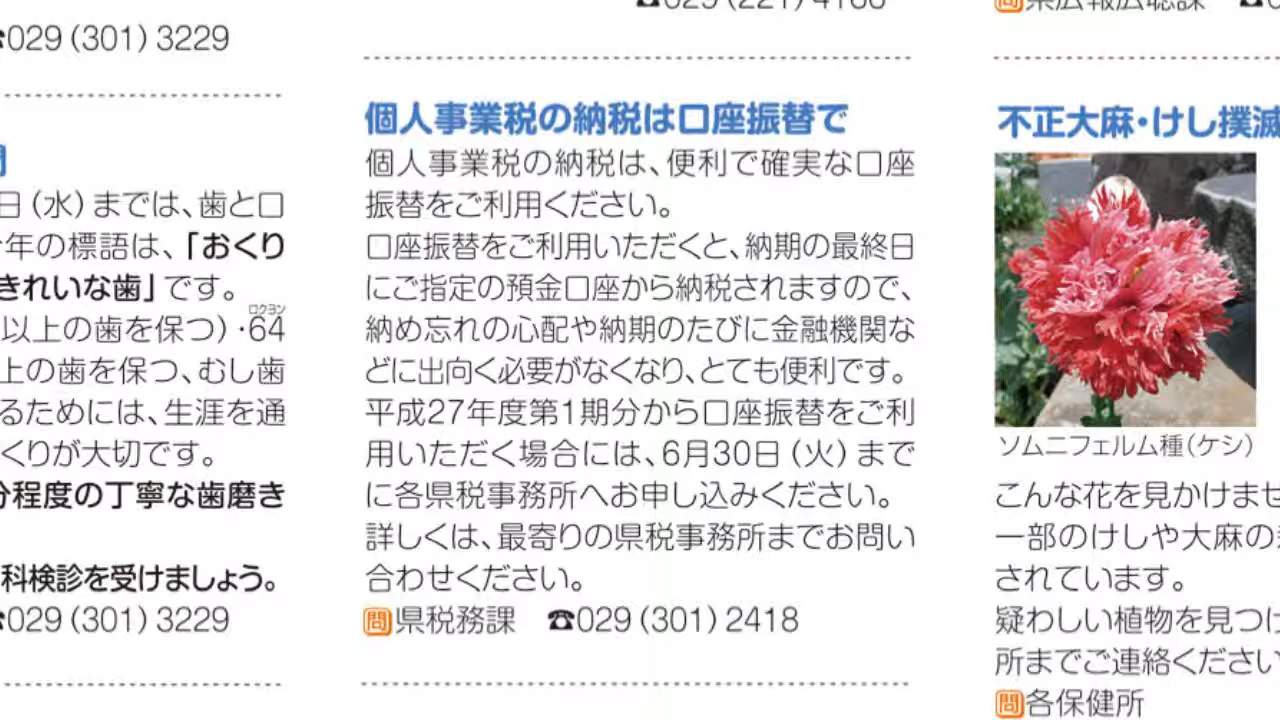 029（301）3229
日（水）までは、歯と口
年の標語は、「おくり
きれいな歯」です。
ロクヨン
以上の歯を保つ）・64
上の歯を保つ、むし歯
るためには、生涯を通
くりが大切です。
分程度の丁寧な歯磨き
科検診を受けましょう。
☎029（301）3229
個人事業税の納税は口座振替で
個人事業税の納税は、便利で確実な口座
振替をご利用ください。
口座振替をご利用いただくと、納期の最終日
にご指定の預金口座から納税されますので、
納め忘れの心配や納期のたびに金融機関な
どに出向く必要がなくなり、とても便利です。
平成27年度第1期分から口座振替をご利
用いただく場合には、6月30日（火）まで
に各県税事務所へお申し込みください。
詳しくは、最寄りの県税事務所までお問い
合わせください。
問県税務課　☎029（301）2418
問県広報広聴課
不正大麻・けし撲滅
ソムニフェルム種（ケシ）
こんな花を見かけませ
一部のけしや大麻の
されています。
疑わしい植物を見つけ
所までご連絡ください
問各保健所